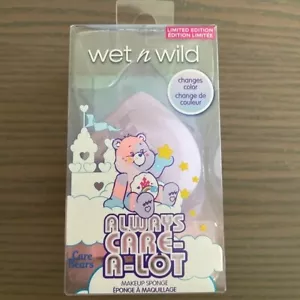 LIMITED EDITION
ÉDITION LIMITÉE
wet n wild
changes
color
change de
couleur
Care
Bears
ALWAYS
CARE-
A-LOT
MAKEUP SPONGE
ÉPONGE À MAQUILLAGE